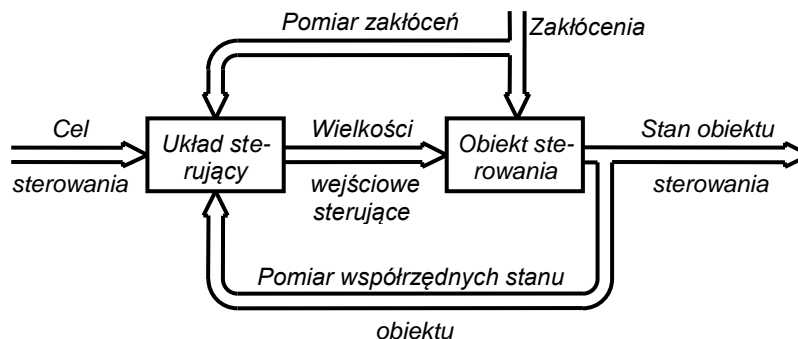 Pomiar zakłóceń
Zakłócenia
Cel
sterowania
Układ ste-
rujący
Wielkości
wejściowe
sterujące
Obiekt ste-
rowania
Stan obiektu
sterowania
Pomiar współrzędnych stanu
obiektu